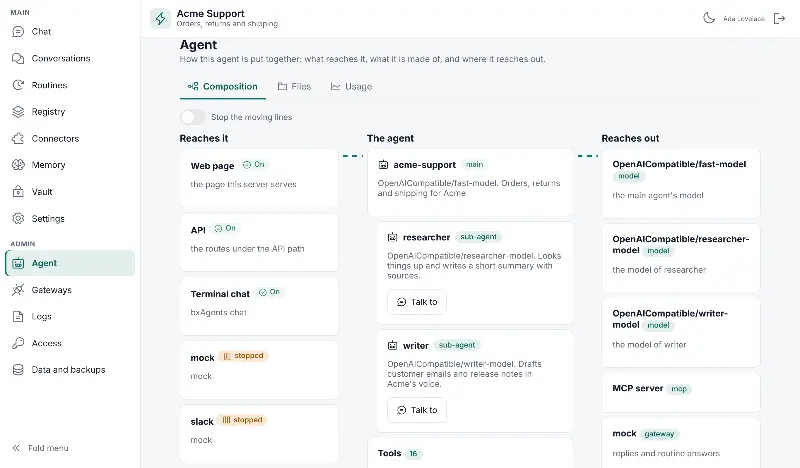 MAIN
Chat
Conversations
Routines
Registry
Connectors
Memory
Vault
Settings
ADMIN
Agent
Gateways
Logs
Access
Data and backups
Fold menu
Acme Support
Orders, returns and shipping
Ada Lovelace
Agent
How this agent is put together: what reaches it, what it is made of, and where it reaches out.
Composition
Files
Usage
Stop the moving lines
Reaches it
Web page On
the page this server serves
API On
the routes under the API path
Terminal chat On
bxAgents chat
mock stopped
mock
slack stopped
mock
The agent
acme-support main
OpenAICompatible/fast-model. Orders, returns
and shipping for Acme
researcher sub-agent
OpenAICompatible/researcher-model. Looks
things up and writes a short summary with
sources.
Talk to
writer sub-agent
OpenAICompatible/writer-model. Drafts
customer emails and release notes in
Acme's voice.
Talk to
Tools 16
Reaches out
OpenAICompatible/fast-model
model
the main agent's model
OpenAICompatible/researcher-
model model
the model of researcher
OpenAICompatible/writer-
model model
the model of writer
MCP server mcp
mock gateway
replies and routine answers